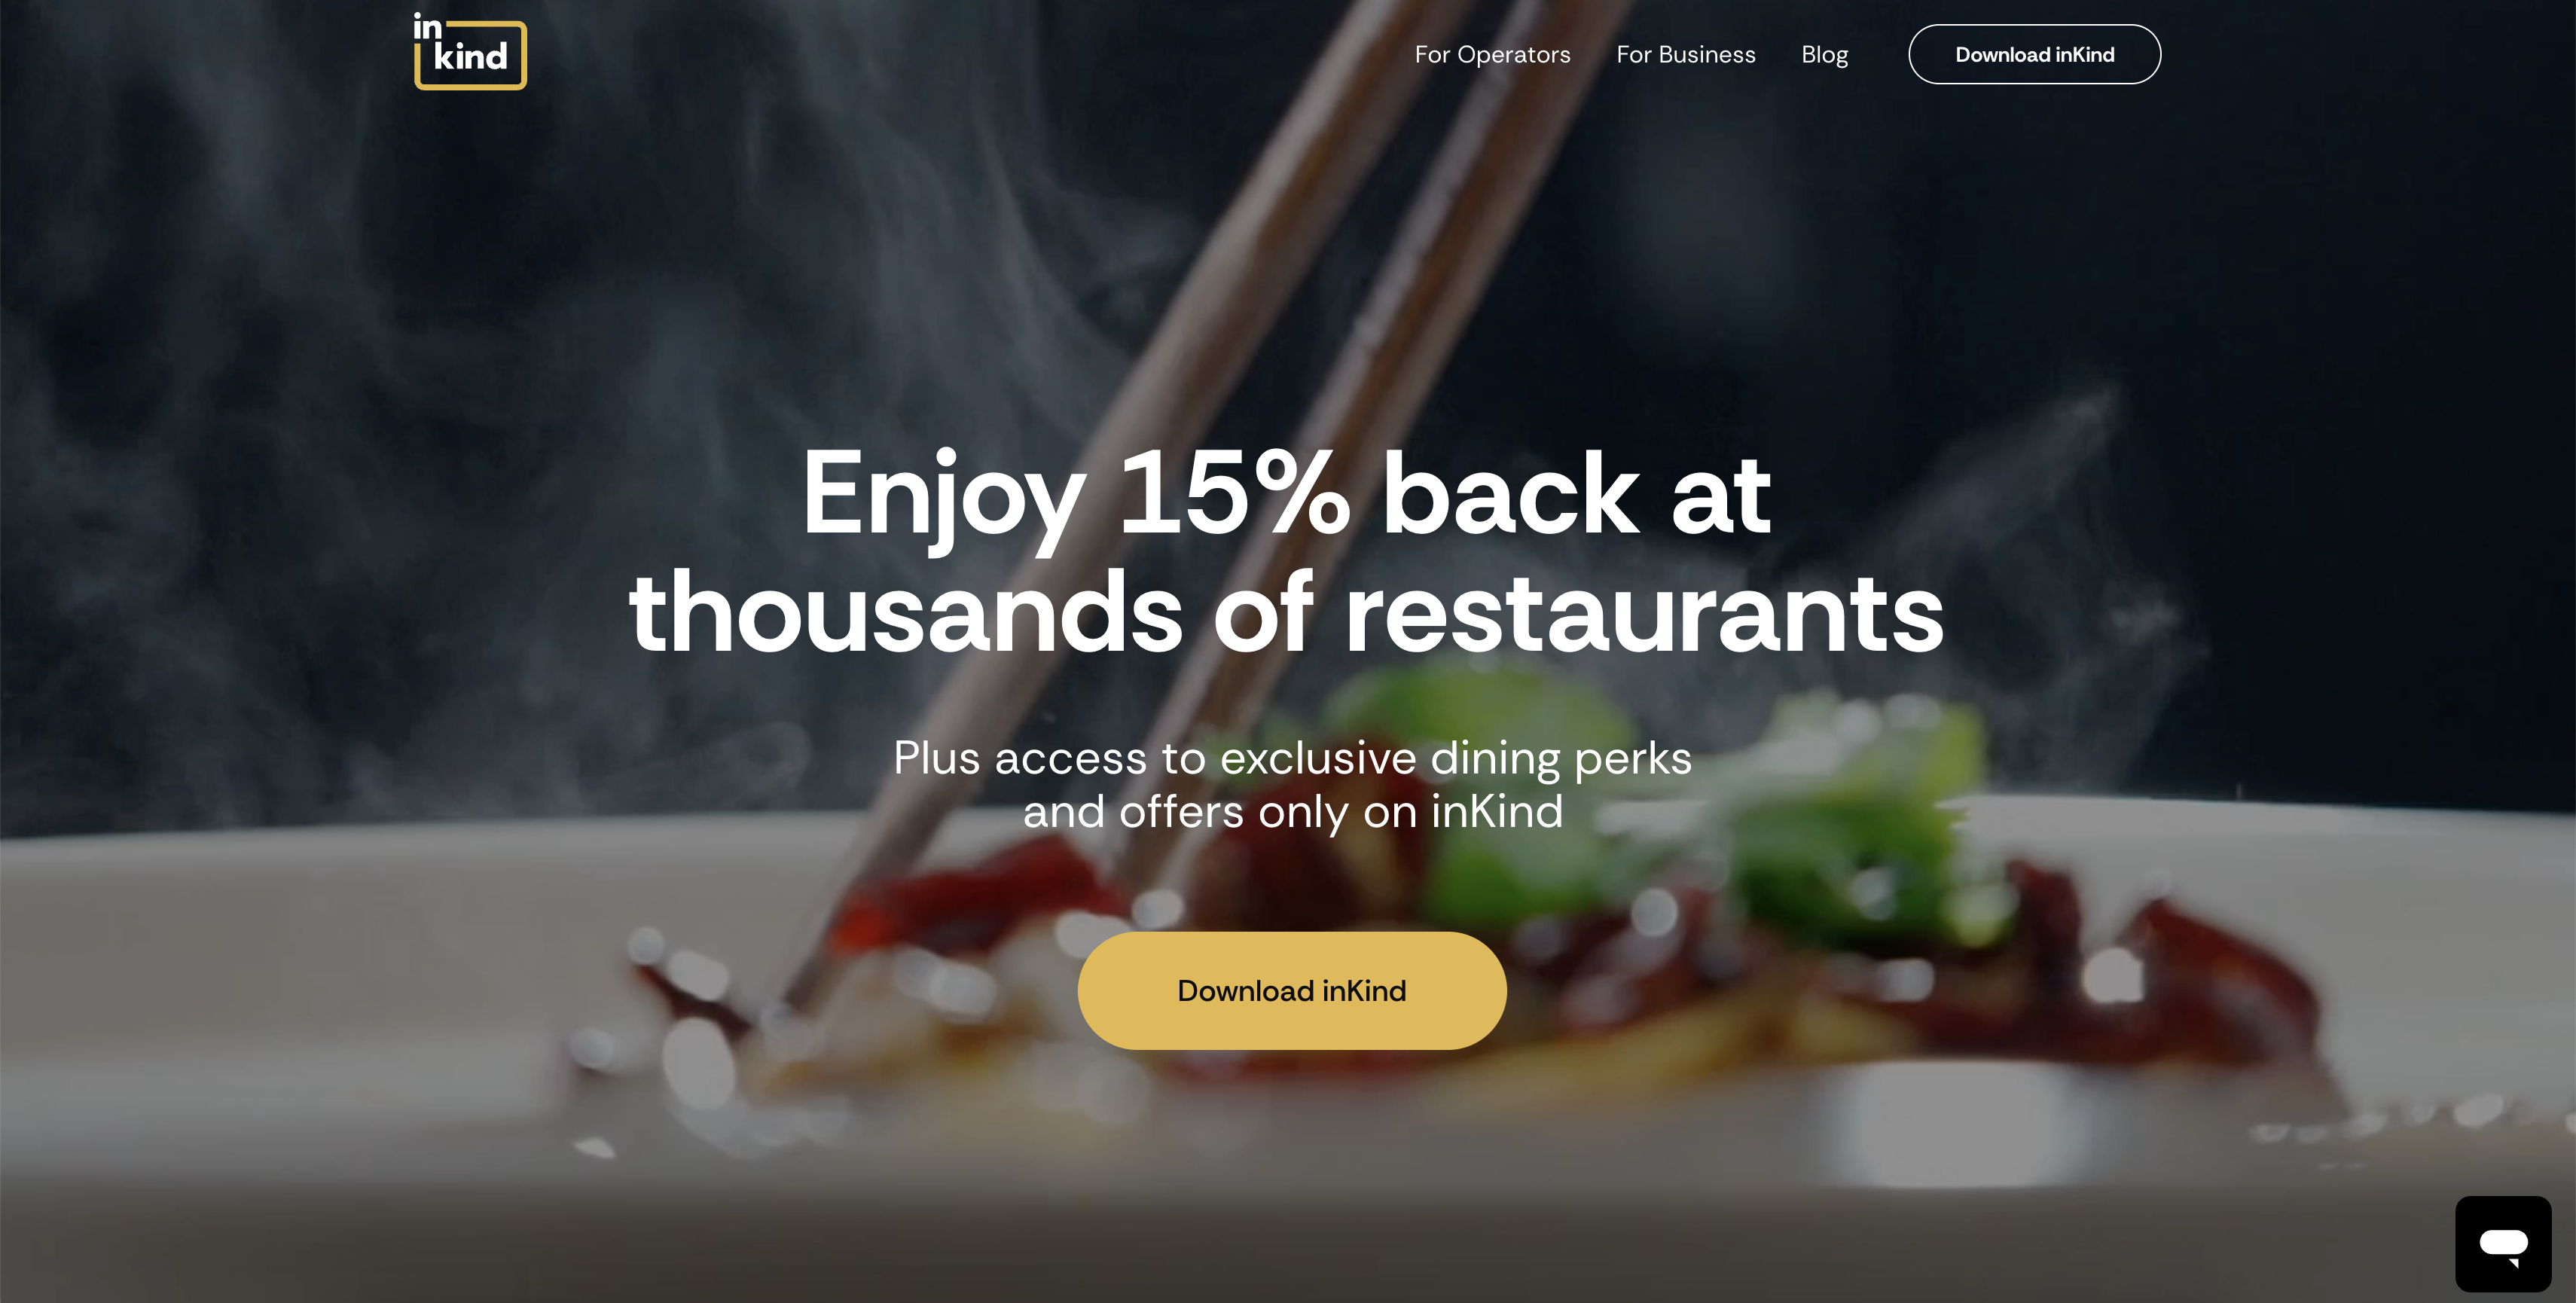 in
kind
For Operators
For Business
Blog
Download inKind
Enjoy 15% back at
thousands of restaurants
Plus access to exclusive dining perks
and offers only on inKind
Download inKind